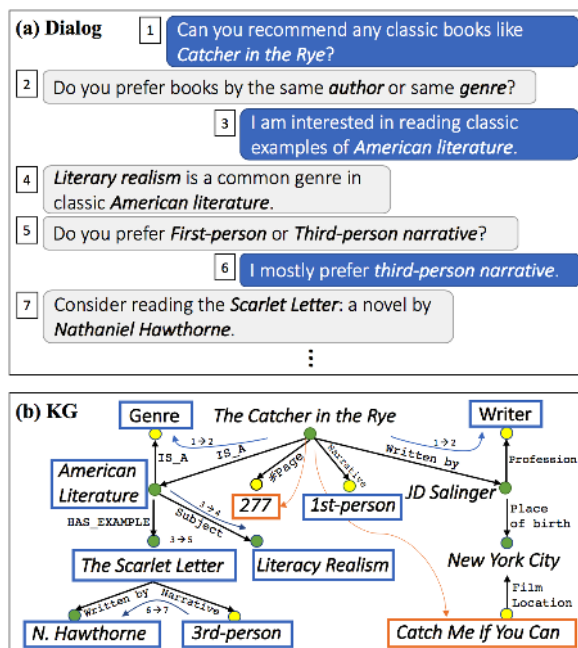 (a) Dialog
1
Can you recommend any classic books like
Catcher in the Rye?
2
Do you prefer books by the same author or same genre?
3
I am interested in reading classic
examples of American literature.
4
Literary realism is a common genre in
classic American literature.
5
Do you prefer First-person or Third-person narrative?
6
I mostly prefer third-person narrative.
7
Consider reading the Scarlet Letter: a novel by
Nathaniel Hawthorne.
⋮
(b) KG
Genre
The Catcher in the Rye
Writer
1→2
1→2
IS_A
IS_A
#Page
Narrative
Written by
Profession
American
Literature
277
1st-person
JD Salinger
HAS_EXAMPLE
Subject
3→4
Place
of birth
3→5
The Scarlet Letter
Literacy Realism
New York City
Written by
Narrative
6→7
Film
Location
N. Hawthorne
3rd-person
Catch Me If You Can